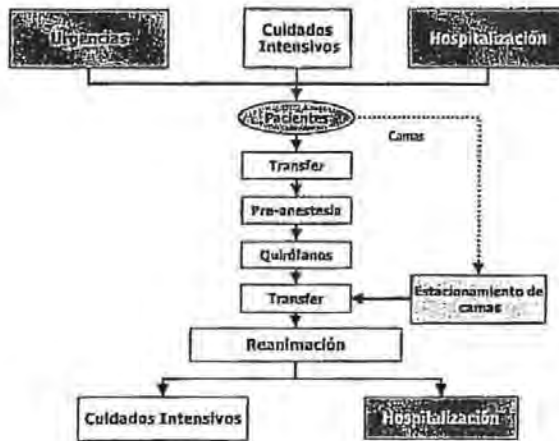 Urgencias
Cuidados
Intensivos
Hospitalización
Pacientes
Camas
Transfer
Pre-anestesia
Quirófanos
Transfer
Estacionamiento de
camas
Reanimación
Cuidados Intensivos
Hospitalización